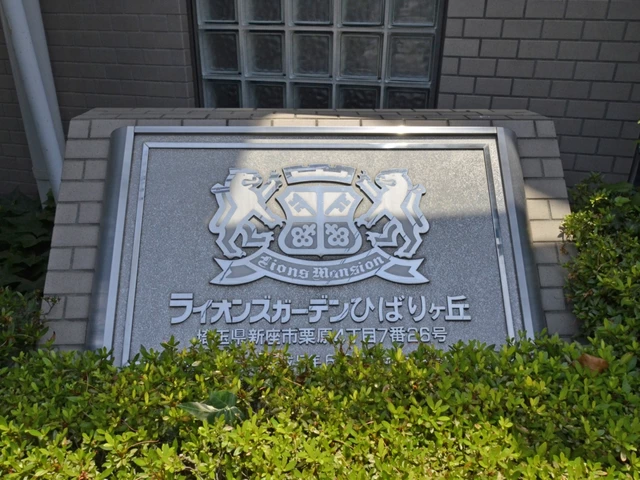 Lions Mansion
ライオンズガーデンひばりヶ丘
埼玉県新座市栗原4丁目7番26号